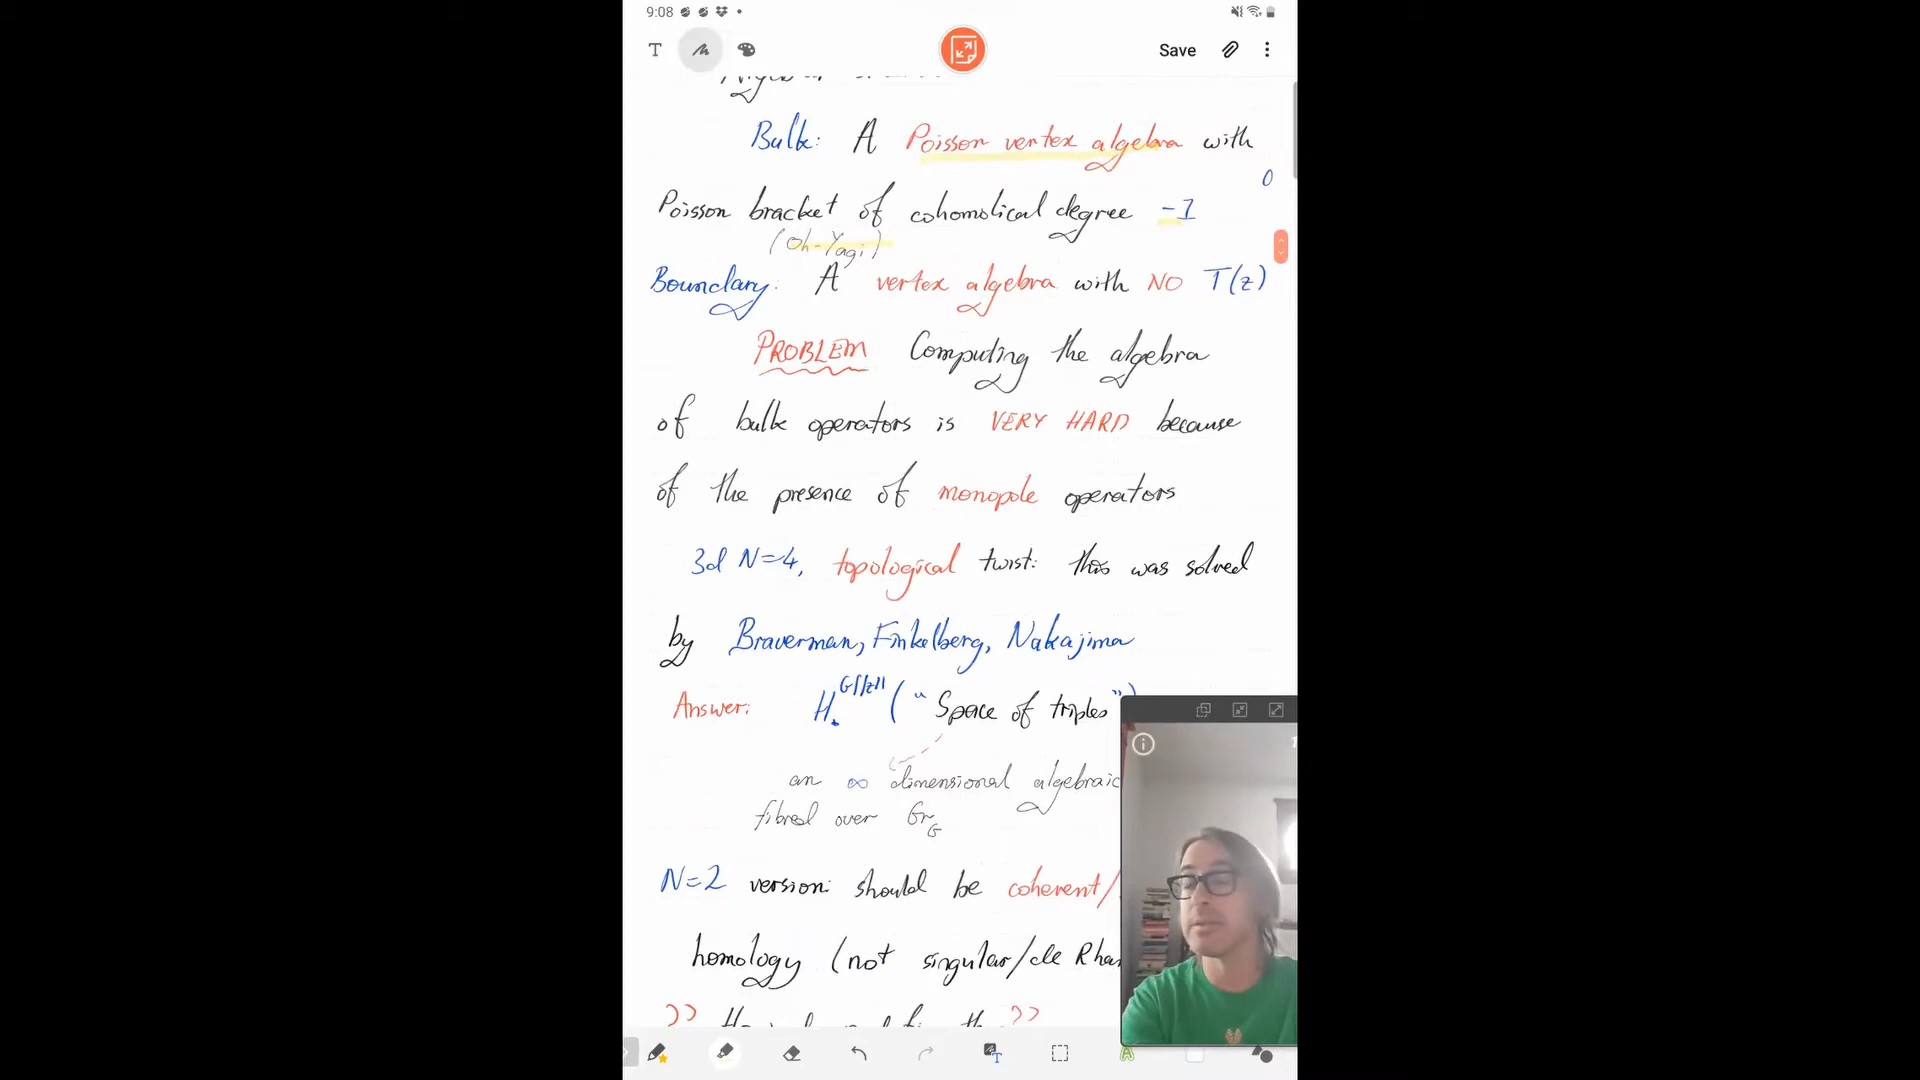 9:08
T
Save
Bulk: A Poisson vertex algebra with
0
Poisson bracket of cohomolical degree -1
(Oh-Yagi)
Boundary: A vertex algebra with NO T(z)
PROBLEM Computing the algebra
of bulk operators is VERY HARD because
of the presence of monopole operators
3d N=4, topological twist: this was solved
by Braverman, Finkelberg, Nakajima
Answer: H.^G[[z]] ( "Space of triples")
an ∞ dimensional algebraic
fibred over Gr_G
N=2 version should be coherent/
homology (not singular/de Rham
??
??